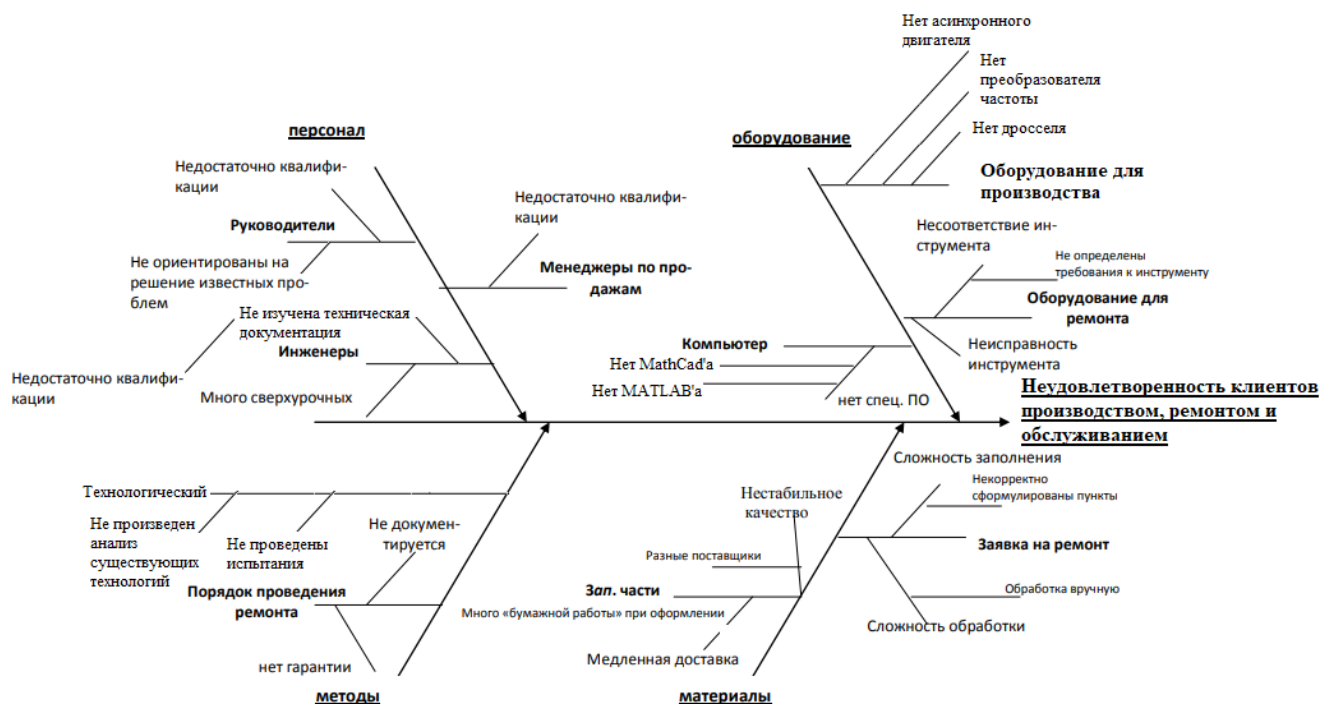 Нет асинхронного
двигателя
Нет
преобразователя
частоты
Нет дросселя
персонал
оборудование
Недостаточно квалифи-
кации
Оборудование для
производства
Недостаточно квалифи-
кации
Руководители
Несоответствие ин-
струмента
Не определены
требования к инструменту
Не ориентированы на
решение известных про-
блем
Менеджеры по про-
дажам
Оборудование для
ремонта
Не изучена техническая
документация
Инженеры
Компьютер
Нет MathCad'а
Нет MATLAB'а
нет спец. ПО
Неисправность
инструмента
Недостаточно квалифи-
кации
Много сверхурочных
Неудовлетворенность клиентов
производством, ремонтом и
обслуживанием
Сложность заполнения
Некорректно
сформулированы пункты
Технологический
Нестабильное
качество
Не произведен
анализ
существующих
технологий
Не проведены
испытания
Не докумен-
тируется
Заявка на ремонт
Разные поставщики
Порядок проведения
ремонта
Зап. части
Обработка вручную
Много «бумажной работы» при оформлении
Сложность обработки
нет гарантии
Медленная доставка
методы
материалы